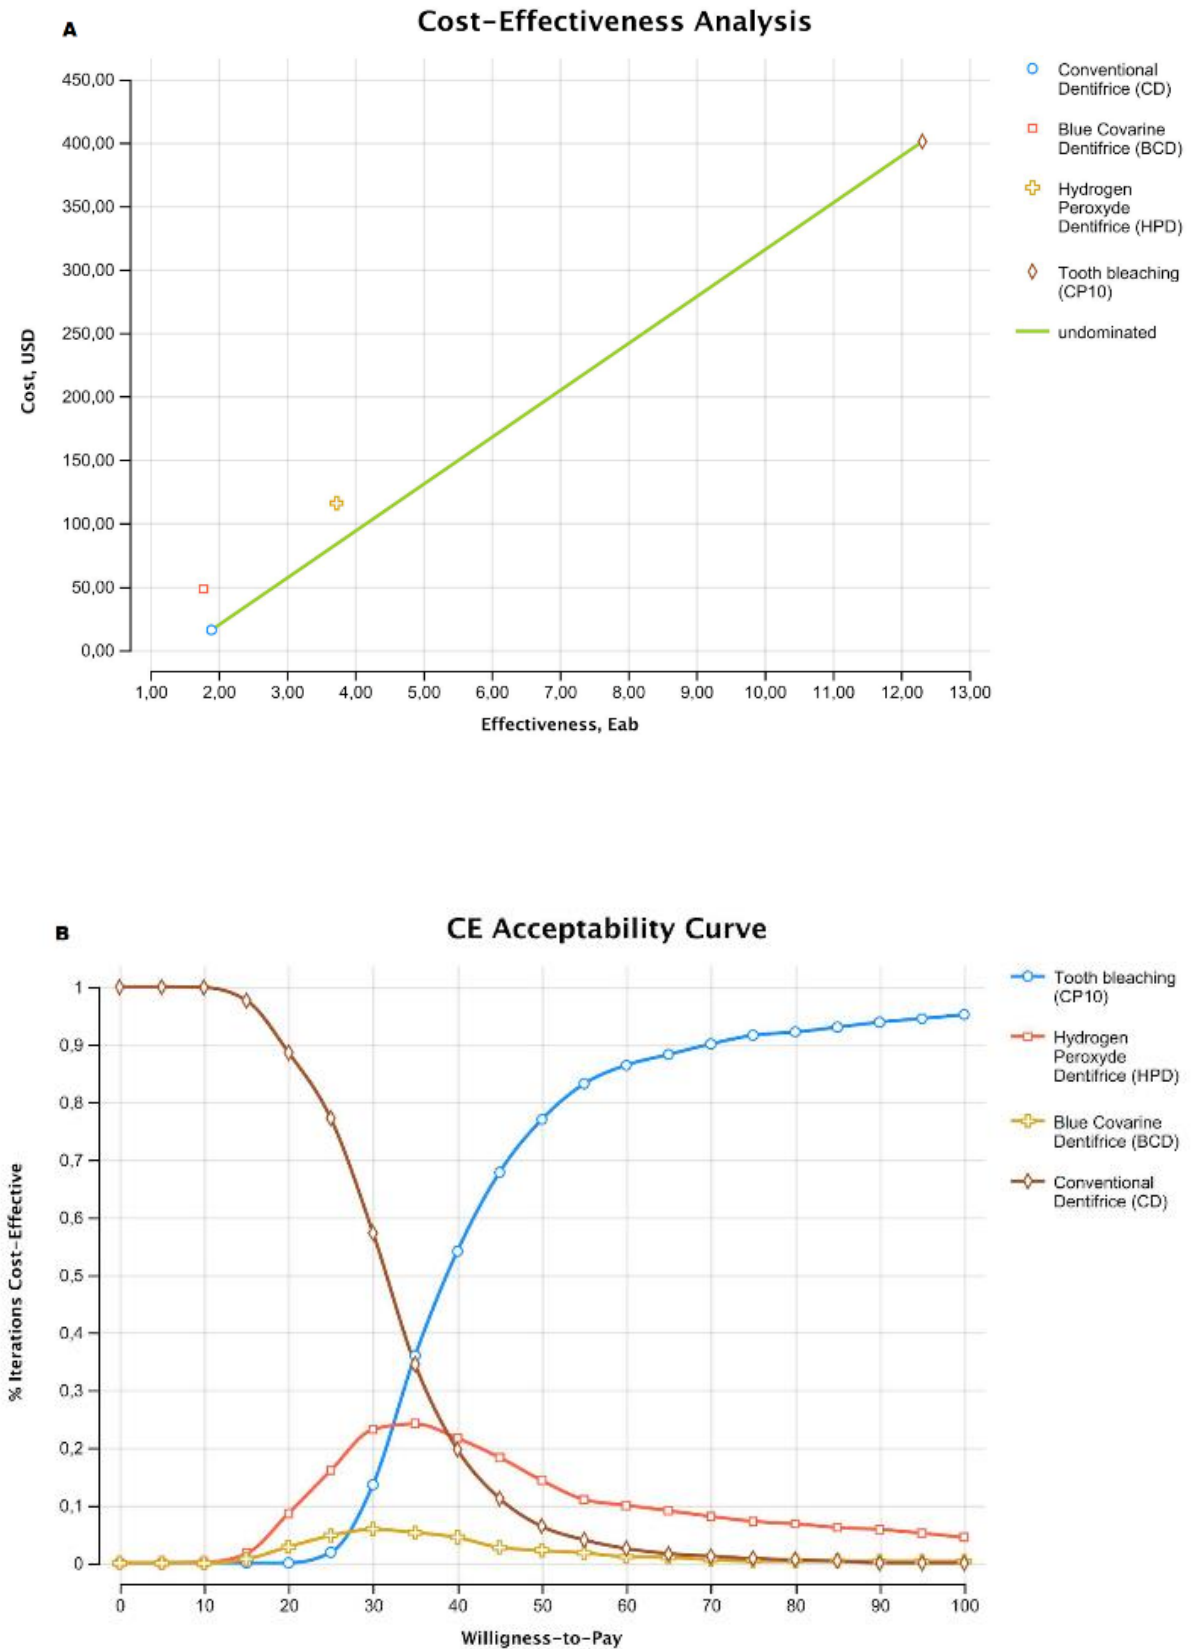 A
Cost-Effectiveness Analysis
450,00
400,00
350,00
300,00
250,00
200,00
150,00
100,00
50,00
0,00
Cost, USD
1,00 2,00 3,00 4,00 5,00 6,00 7,00 8,00 9,00 10,00 11,00 12,00 13,00
Effectiveness, Eab
Conventional
Dentifrice (CD)
Blue Covarine
Dentifrice (BCD)
Hydrogen
Peroxyde
Dentifrice (HPD)
Tooth bleaching
(CP10)
undominated
B
CE Acceptability Curve
1
0,9
0,8
0,7
0,6
0,5
0,4
0,3
0,2
0,1
0
% Iterations Cost-Effective
0 10 20 30 40 50 60 70 80 90 100
Willigness-to-Pay
Tooth bleaching
(CP10)
Hydrogen
Peroxyde
Dentifrice (HPD)
Blue Covarine
Dentifrice (BCD)
Conventional
Dentifrice (CD)